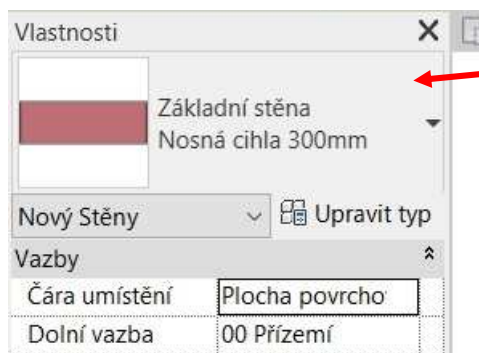 Vlastnosti
Základní stěna
Nosná cihla 300mm
Nový Stěny
Upravit typ
Vazby
Čára umístění Plocha povrcho
Dolní vazba 00 Přízemí